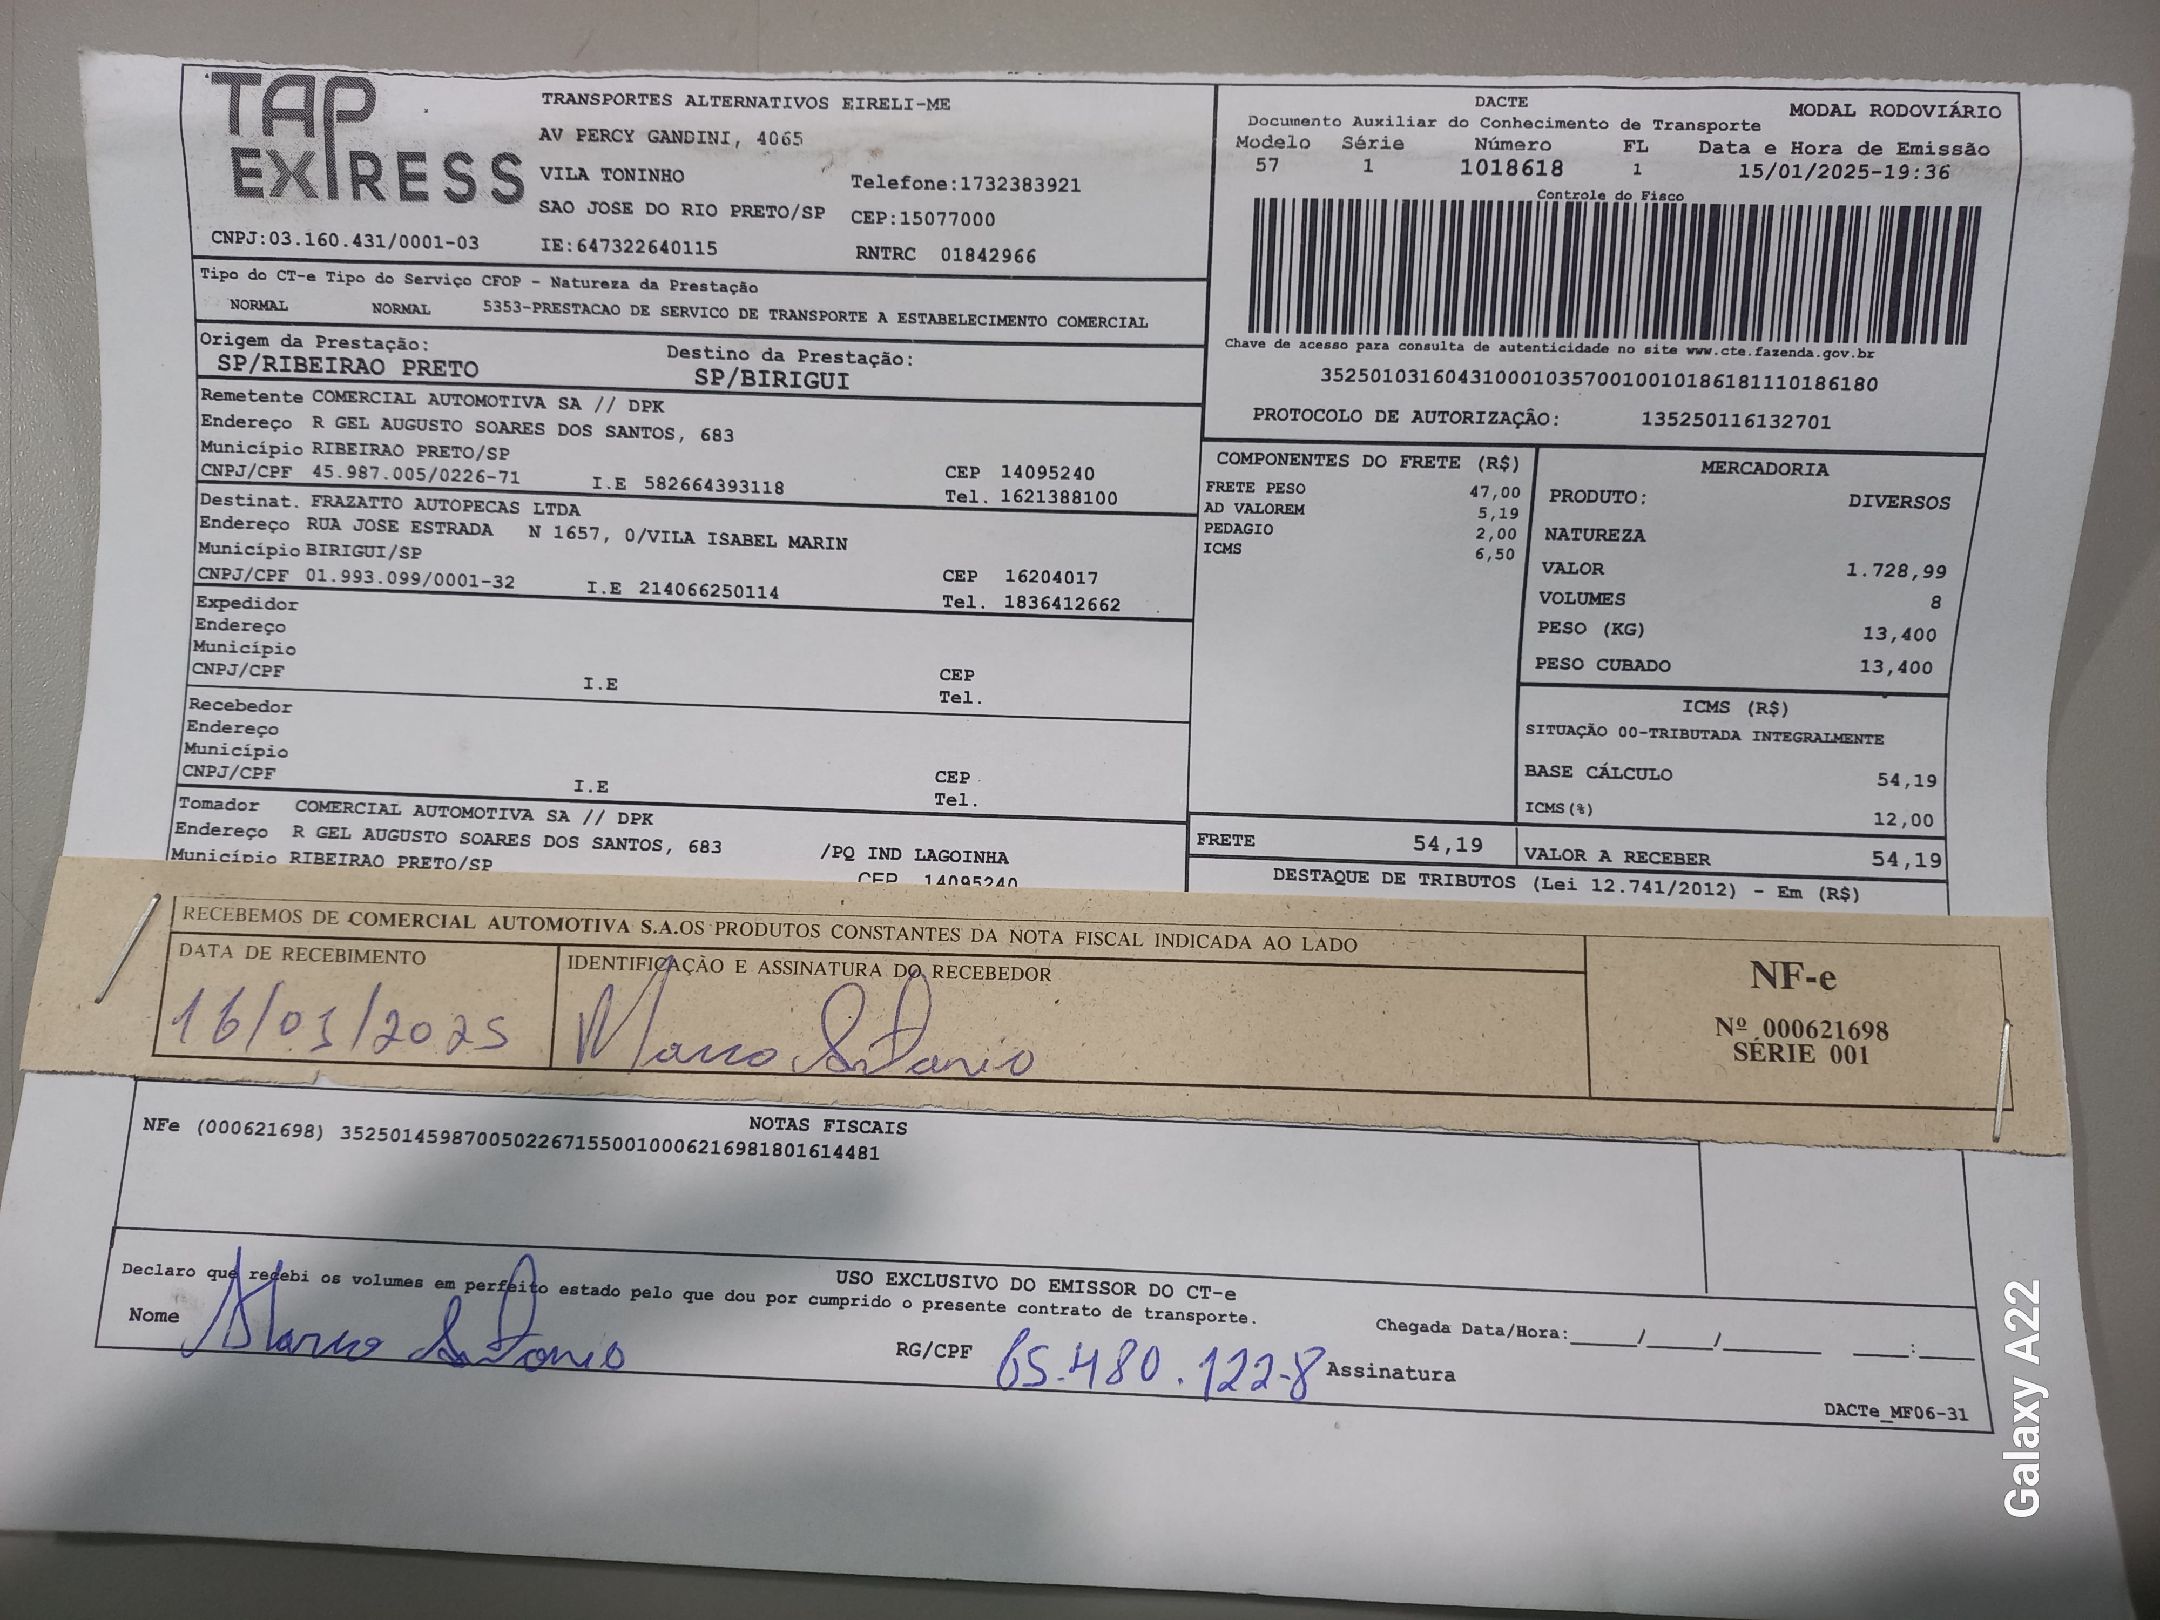 TAP EXPRESS
TRANSPORTES ALTERNATIVOS EIRELI-ME
AV PERCY GANDINI, 4065
VILA TONINHO Telefone:1732383921
SAO JOSE DO RIO PRETO/SP CEP:15077000
CNPJ:03.160.431/0001-03 IE:647322640115 RNTRC 01842966
DACTE MODAL RODOVIÁRIO
Documento Auxiliar do Conhecimento de Transporte
Modelo Série Número FL Data e Hora de Emissão
57 1 1018618 1 15/01/2025-19:36
Controle do Fisco
Chave de acesso para consulta de autenticidade no site www.cte.fazenda.gov.br
35250103160431000103570010010186181110186180
PROTOCOLO DE AUTORIZAÇÃO: 135250116132701
Tipo do CT-e Tipo do Serviço CFOP - Natureza da Prestação
NORMAL NORMAL 5353-PRESTACAO DE SERVICO DE TRANSPORTE A ESTABELECIMENTO COMERCIAL
Origem da Prestação: Destino da Prestação:
SP/RIBEIRAO PRETO SP/BIRIGUI
Remetente COMERCIAL AUTOMOTIVA SA // DPK
Endereço R GEL AUGUSTO SOARES DOS SANTOS, 683
Município RIBEIRAO PRETO/SP CEP 14095240
CNPJ/CPF 45.987.005/0226-71 I.E 582664393118 Tel. 1621388100
Destinat. FRAZATTO AUTOPECAS LTDA
Endereço RUA JOSE ESTRADA N 1657, 0/VILA ISABEL MARIN
Município BIRIGUI/SP CEP 16204017
CNPJ/CPF 01.993.099/0001-32 I.E 214066250114 Tel. 1836412662
Expedidor
Endereço
Município CEP
CNPJ/CPF I.E Tel.
Recebedor
Endereço
Município CEP
CNPJ/CPF I.E Tel.
Tomador COMERCIAL AUTOMOTIVA SA // DPK
Endereço R GEL AUGUSTO SOARES DOS SANTOS, 683 /PQ IND LAGOINHA
Município RIBEIRAO PRETO/SP CEP 14095240
COMPONENTES DO FRETE (R$)
FRETE PESO 47,00
AD VALOREM 5,19
PEDAGIO 2,00
ICMS 6,50
MERCADORIA
PRODUTO: DIVERSOS
NATUREZA
VALOR 1.728,99
VOLUMES 8
PESO (KG) 13,400
PESO CUBADO 13,400
ICMS (R$)
SITUAÇÃO 00-TRIBUTADA INTEGRALMENTE
BASE CÁLCULO 54,19
ICMS(%) 12,00
FRETE 54,19 VALOR A RECEBER 54,19
DESTAQUE DE TRIBUTOS (Lei 12.741/2012) - Em (R$)
RECEBEMOS DE COMERCIAL AUTOMOTIVA S.A.OS PRODUTOS CONSTANTES DA NOTA FISCAL INDICADA AO LADO
DATA DE RECEBIMENTO IDENTIFICAÇÃO E ASSINATURA DO RECEBEDOR
16/01/2025 Marco Antonio
NF-e
Nº 000621698
SÉRIE 001
NOTAS FISCAIS
NFe (000621698) 35250145987005022671550010006216981801614481
USO EXCLUSIVO DO EMISSOR DO CT-e
Declaro que recebi os volumes em perfeito estado pelo que dou por cumprido o presente contrato de transporte.
Nome Marco Antonio RG/CPF 65.480.122-8 Assinatura
Chegada Data/Hora:_____/_____/_______ ____:____
DACTe_MF06-31
Galaxy A22